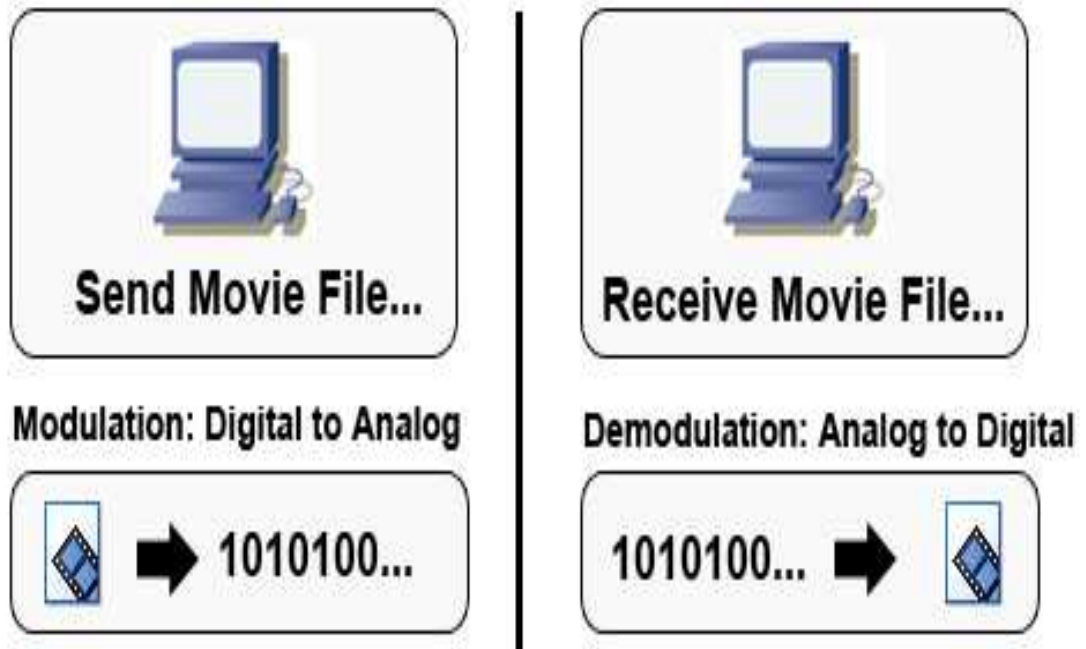 Send Movie File...
Modulation: Digital to Analog
1010100...
Receive Movie File...
Demodulation: Analog to Digital
1010100...